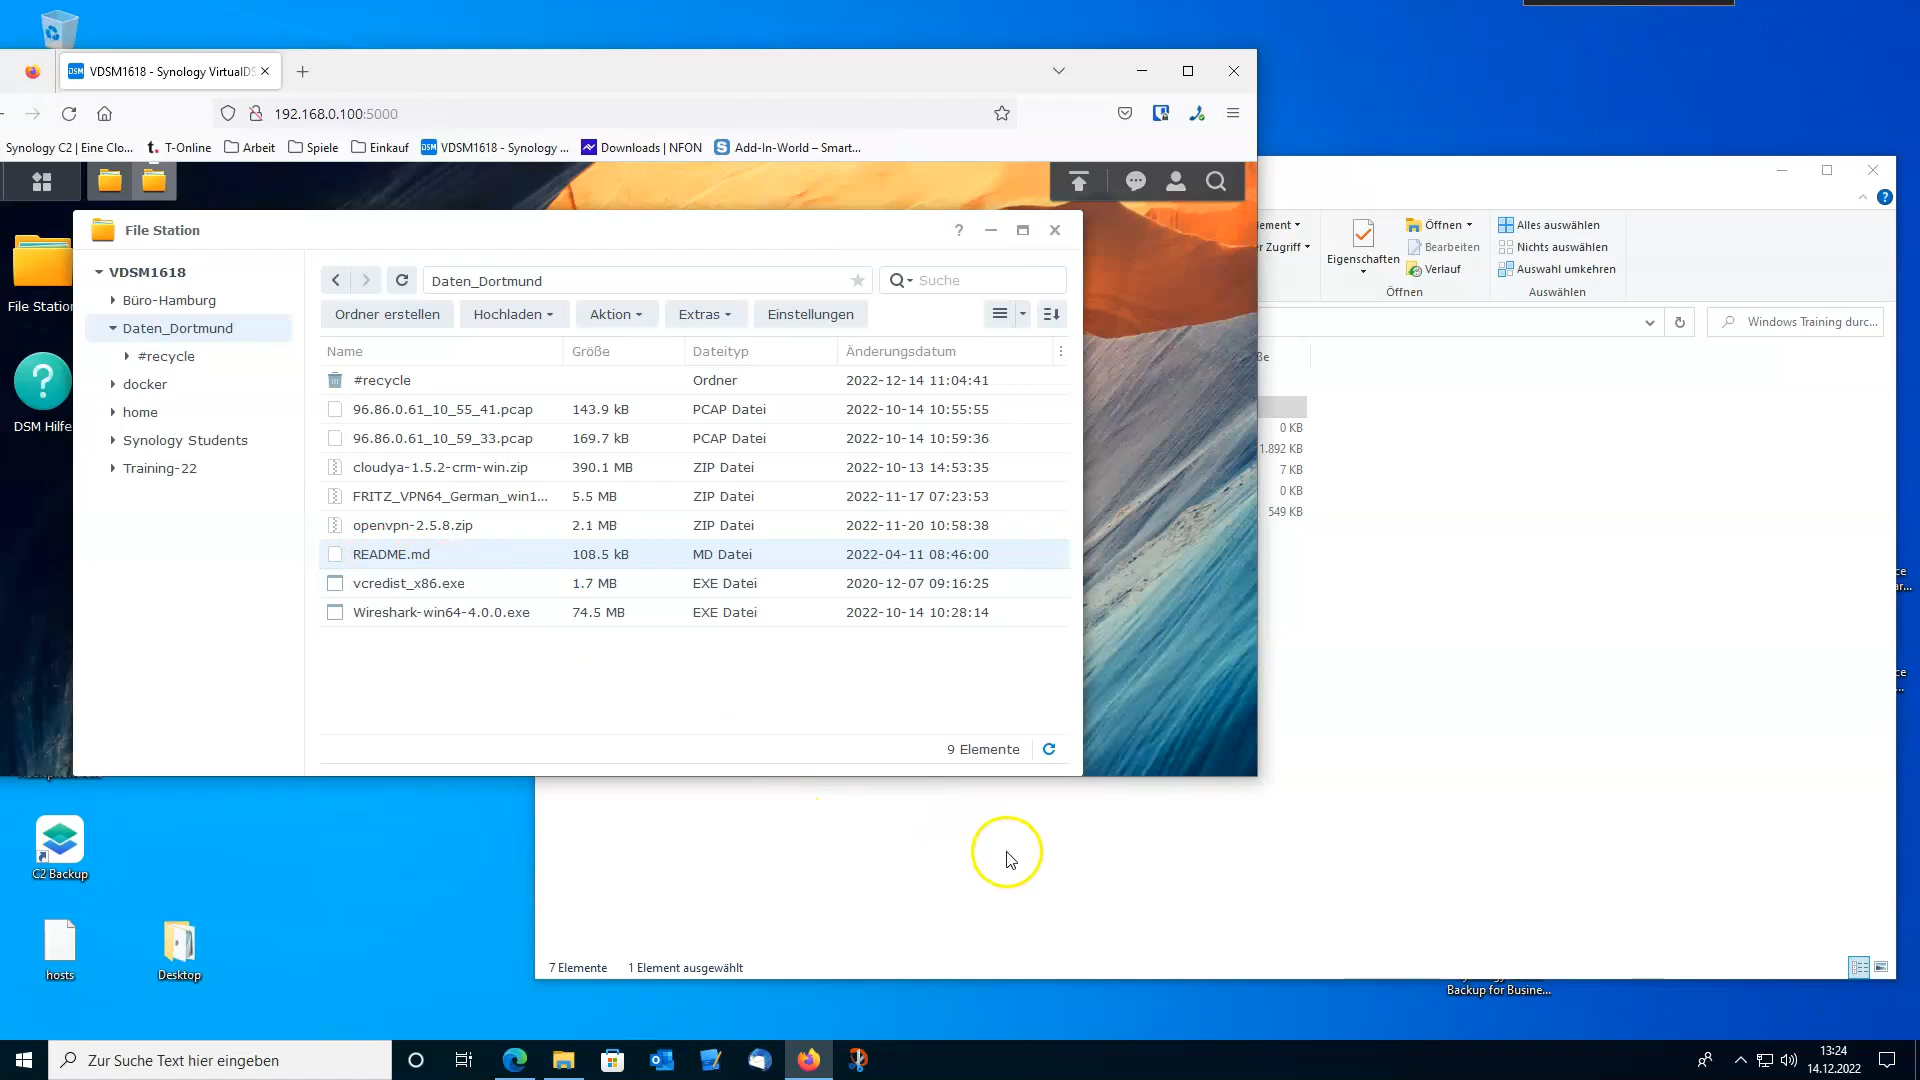 VDSM1618 - Synology VirtualDS
192.168.0.100:5000
Synology C2 | Eine Clo...
T-Online
Arbeit
Spiele
Einkauf
VDSM1618 - Synology ...
Downloads | NFON
Add-In-World – Smart...
File Station
DSM Hilfe
File Station
VDSM1618
Büro-Hamburg
Daten_Dortmund
#recycle
docker
home
Synology Students
Training-22
Daten_Dortmund
Suche
Ordner erstellen
Hochladen
Aktion
Extras
Einstellungen
Name Größe Dateityp Änderungsdatum
#recycle Ordner 2022-12-14 11:04:41
96.86.0.61_10_55_41.pcap 143.9 kB PCAP Datei 2022-10-14 10:55:55
96.86.0.61_10_59_33.pcap 169.7 kB PCAP Datei 2022-10-14 10:59:36
cloudya-1.5.2-crm-win.zip 390.1 MB ZIP Datei 2022-10-13 14:53:35
FRITZ_VPN64_German_win1... 5.5 MB ZIP Datei 2022-11-17 07:23:53
openvpn-2.5.8.zip 2.1 MB ZIP Datei 2022-11-20 10:58:38
README.md 108.5 kB MD Datei 2022-04-11 08:46:00
vcredist_x86.exe 1.7 MB EXE Datei 2020-12-07 09:16:25
Wireshark-win64-4.0.0.exe 74.5 MB EXE Datei 2022-10-14 10:28:14
9 Elemente
lement
er Zugriff
Eigenschaften
Öffnen
Bearbeiten
Verlauf
Öffnen
Alles auswählen
Nichts auswählen
Auswahl umkehren
Auswählen
Windows Training durc...
ße
0 KB
1.892 KB
7 KB
0 KB
549 KB
7 Elemente 1 Element ausgewählt
C2 Backup
hosts
Desktop
Backup for Busine...
Zur Suche Text hier eingeben
13:24
14.12.2022